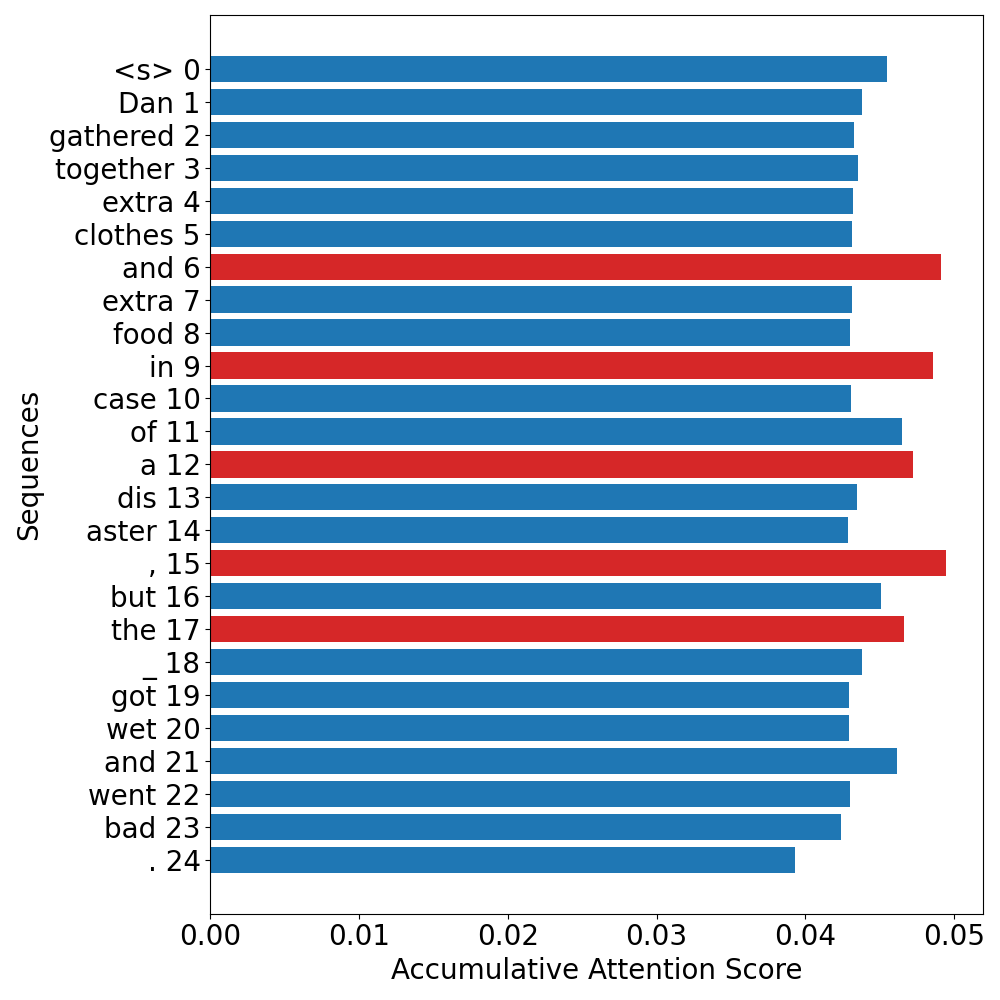 <s> 0
Dan 1
gathered 2
together 3
extra 4
clothes 5
and 6
extra 7
food 8
in 9
case 10
of 11
a 12
dis 13
aster 14
, 15
but 16
the 17
_ 18
got 19
wet 20
and 21
went 22
bad 23
. 24
Sequences
0.00 0.01 0.02 0.03 0.04 0.05
Accumulative Attention Score